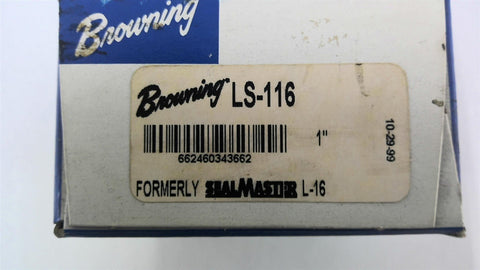 Browning
Browning LS-116
1"
10-29-99
662460343662
FORMERLY SEALMASTER L-16